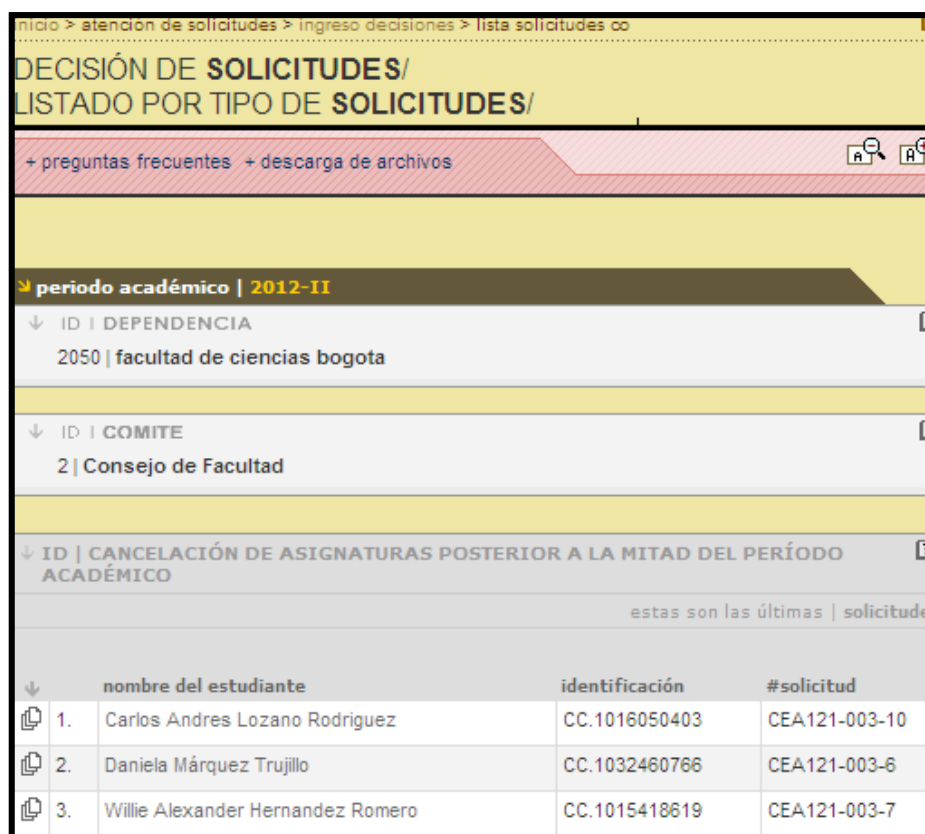 inicio > atención de solicitudes > ingreso decisiones > lista solicitudes co
DECISIÓN DE SOLICITUDES/
LISTADO POR TIPO DE SOLICITUDES/
+ preguntas frecuentes + descarga de archivos
A A
periodo académico | 2012-II
ID | DEPENDENCIA
2050 | facultad de ciencias bogota
ID | COMITE
2 | Consejo de Facultad
ID | CANCELACIÓN DE ASIGNATURAS POSTERIOR A LA MITAD DEL PERÍODO
ACADÉMICO
estas son las últimas | solicitude
nombre del estudiante identificación #solicitud
1. Carlos Andres Lozano Rodriguez CC.1016050403 CEA121-003-10
2. Daniela Márquez Trujillo CC.1032460766 CEA121-003-6
3. Willie Alexander Hernandez Romero CC.1015418619 CEA121-003-7